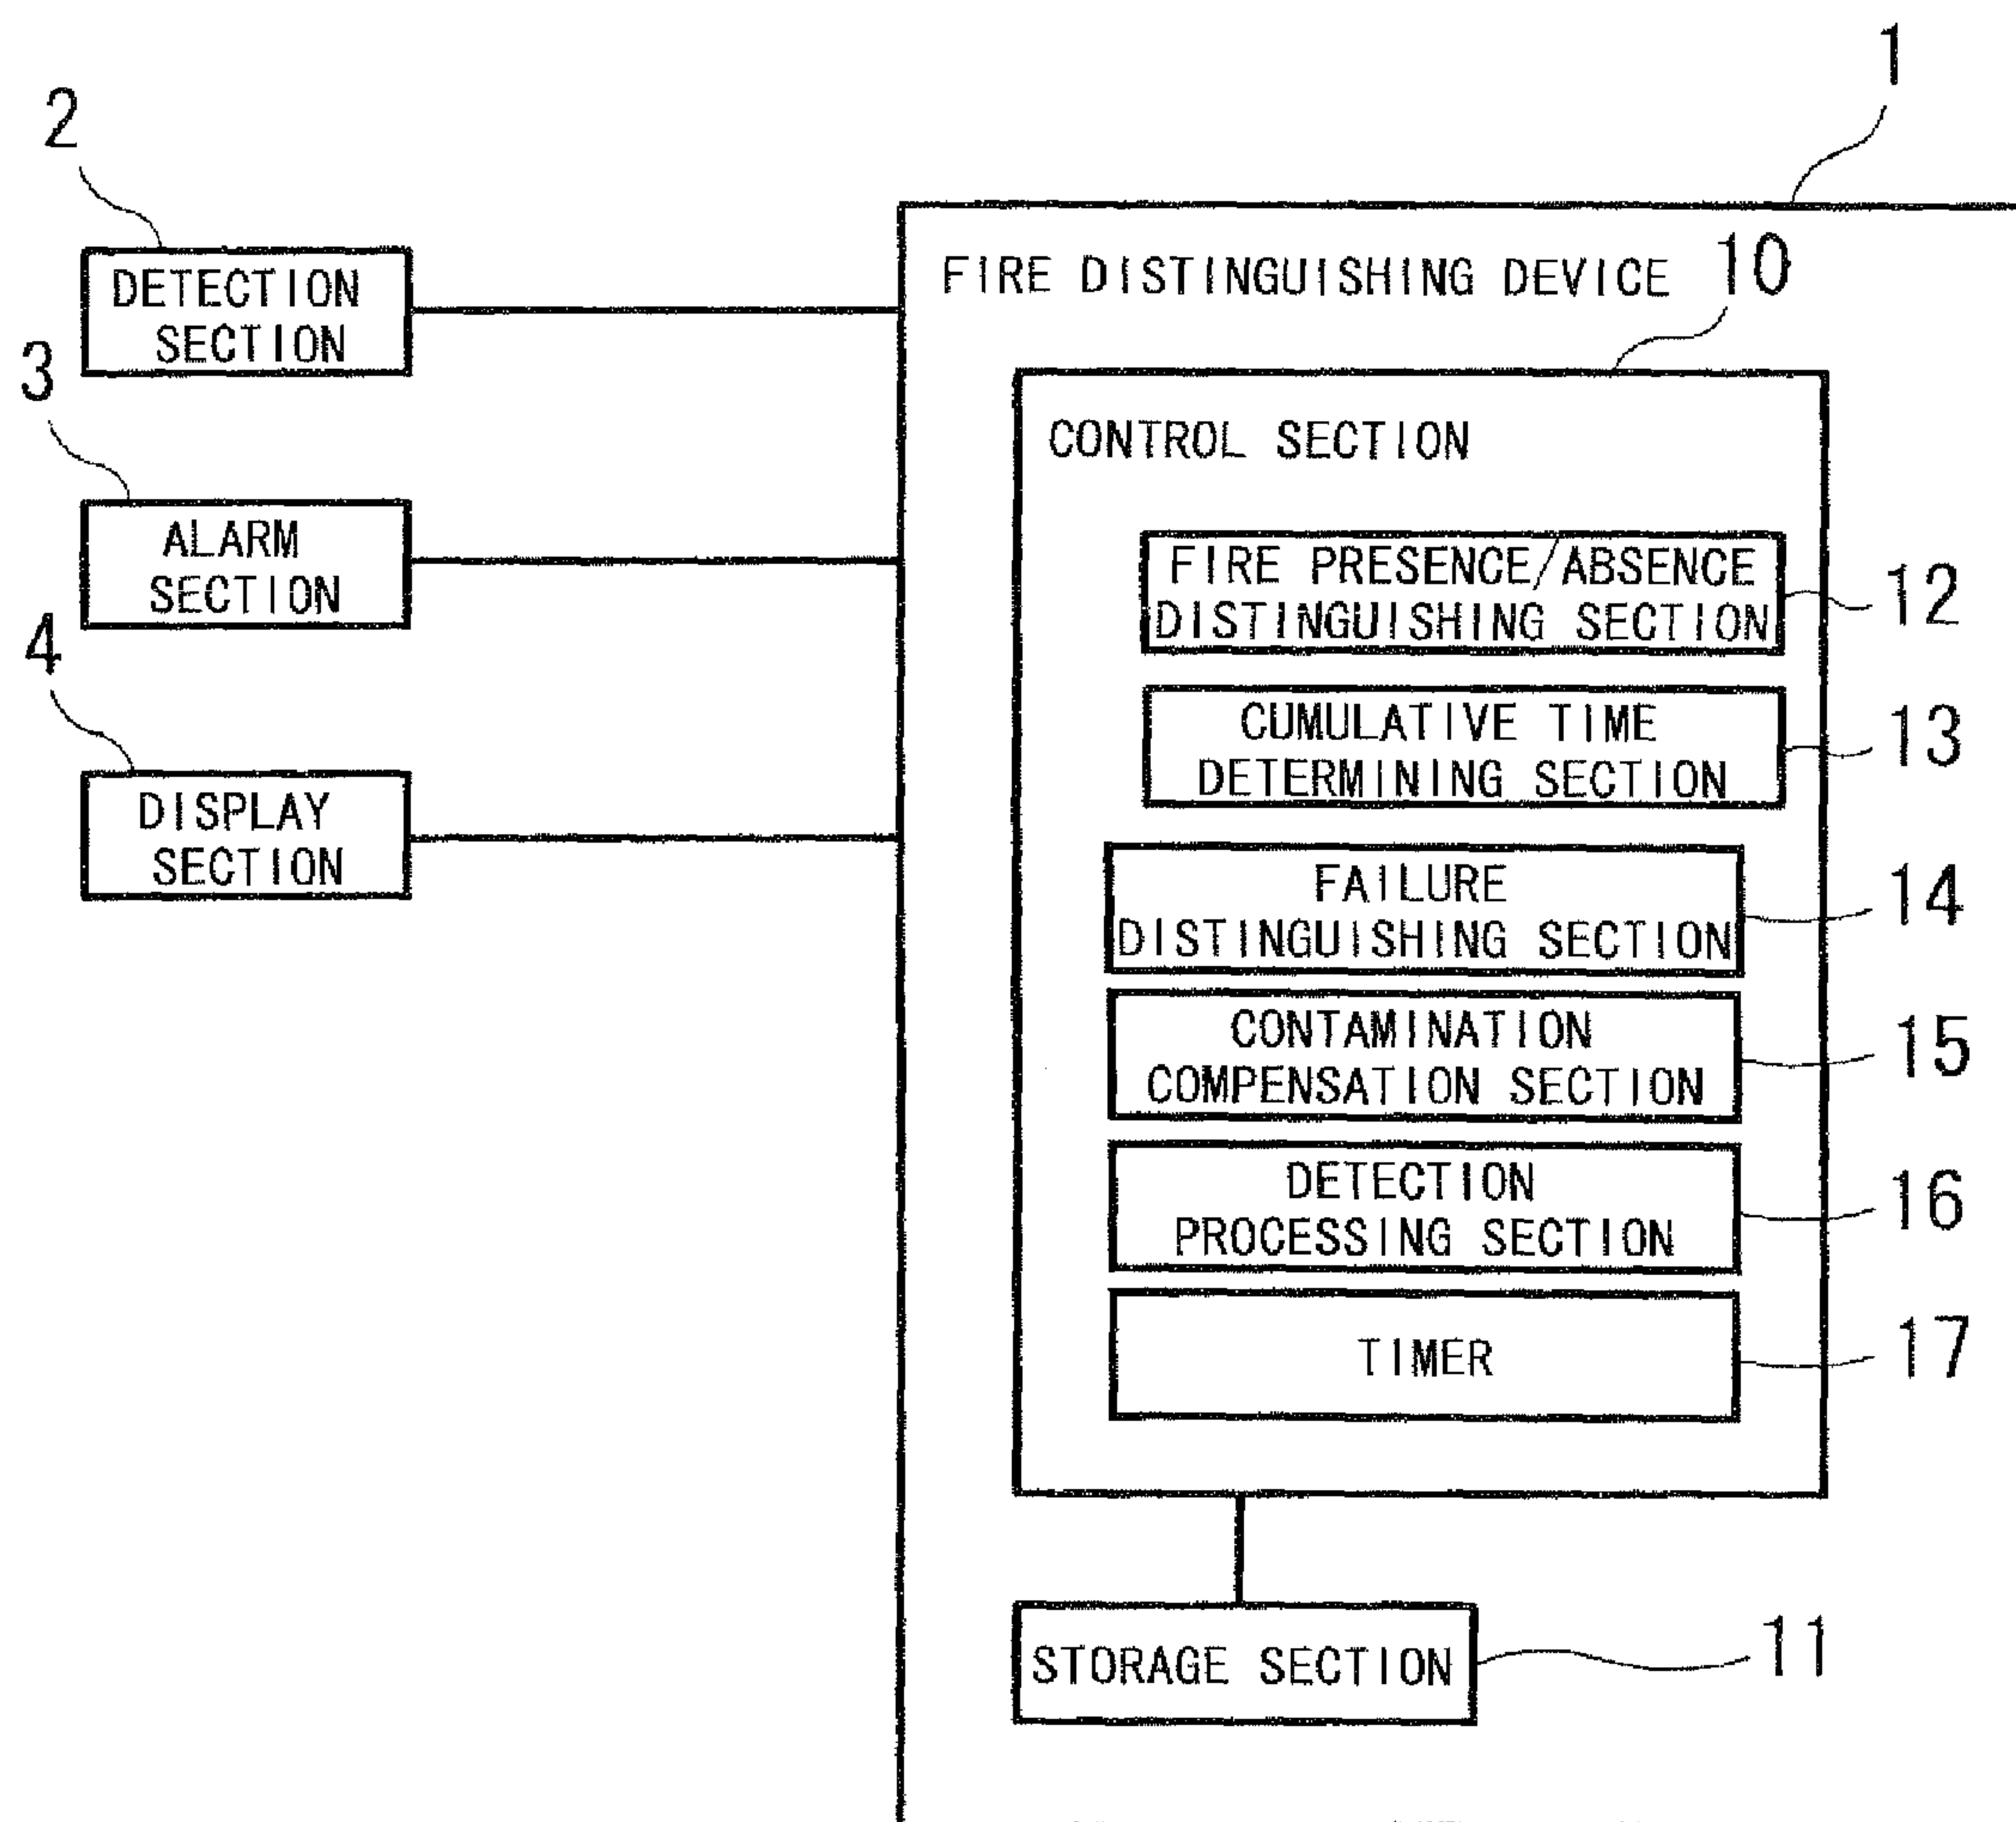 1
2
DETECTION
SECTION
3
ALARM
SECTION
4
DISPLAY
SECTION
FIRE DISTINGUISHING DEVICE
10
CONTROL SECTION
FIRE PRESENCE/ABSENCE
DISTINGUISHING SECTION
12
CUMULATIVE TIME
DETERMINING SECTION
13
FAILURE
DISTINGUISHING SECTION
14
CONTAMINATION
COMPENSATION SECTION
15
DETECTION
PROCESSING SECTION
16
TIMER
17
STORAGE SECTION
11